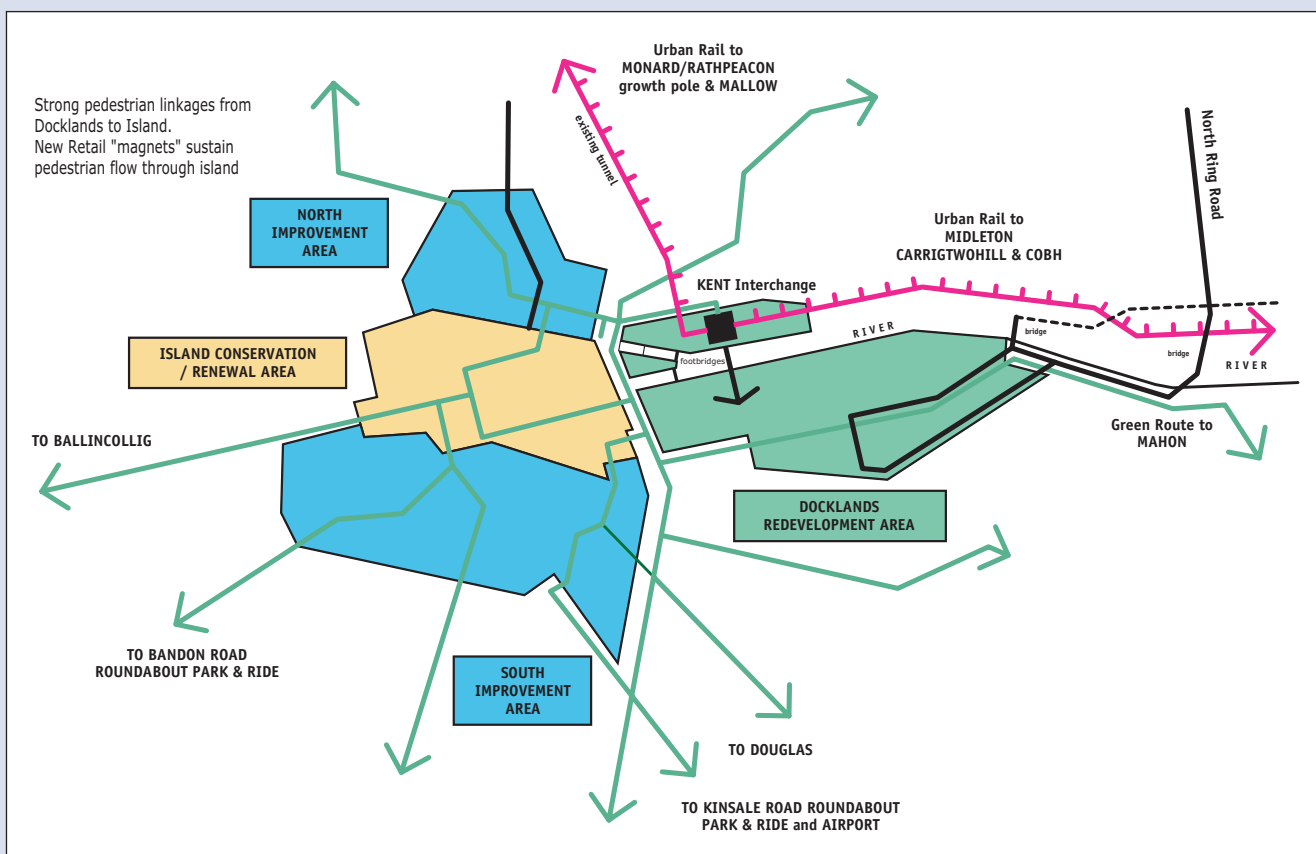 Strong pedestrian linkages from
Docklands to Island.
New Retail "magnets" sustain
pedestrian flow through island
Urban Rail to
MONARD/RATHPEACON
growth pole & MALLOW
existing tunnel
North Ring Road
NORTH
IMPROVEMENT
AREA
Urban Rail to
MIDLETON
CARRIGTWOHILL & COBH
KENT Interchange
RIVER
bridge
bridge
RIVER
footbridges
ISLAND CONSERVATION
/ RENEWAL AREA
TO BALLINCOLLIG
Green Route to
MAHON
DOCKLANDS
REDEVELOPMENT AREA
TO BANDON ROAD
ROUNDABOUT PARK & RIDE
SOUTH
IMPROVEMENT
AREA
TO DOUGLAS
TO KINSALE ROAD ROUNDABOUT
PARK & RIDE and AIRPORT